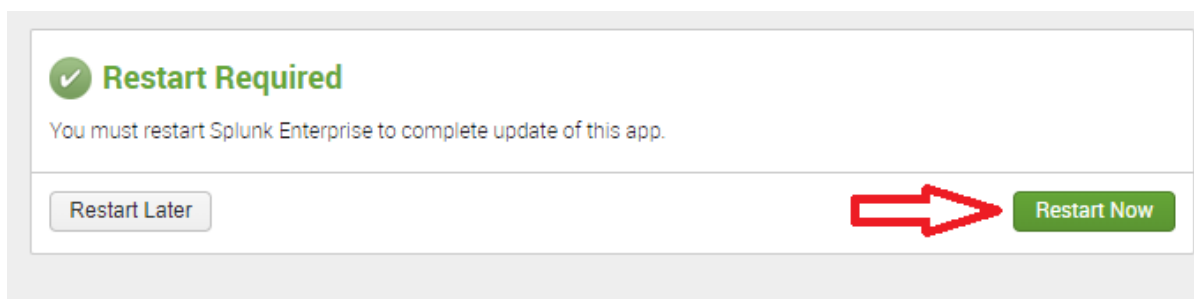 Restart Required
You must restart Splunk Enterprise to complete update of this app.
Restart Later
Restart Now